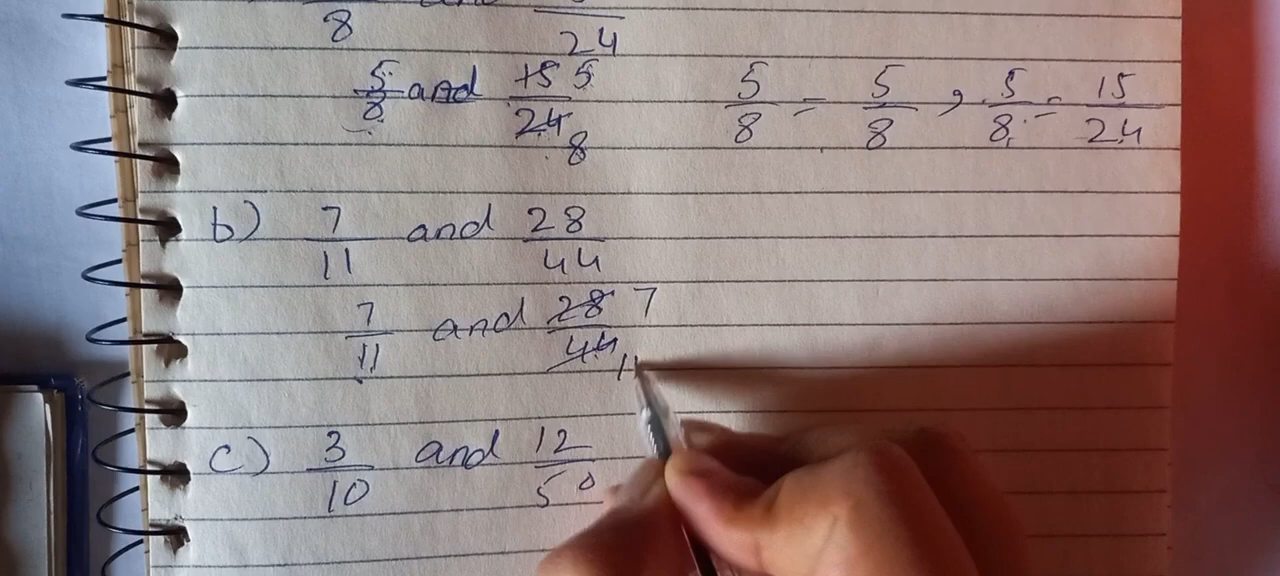 8 24
5/8 and 15/24 5 8 5/8 = 5/8 , 5/8 = 15/24
b) 7/11 and 28/44
7/11 and 28/44 7 11
c) 3/10 and 12/50